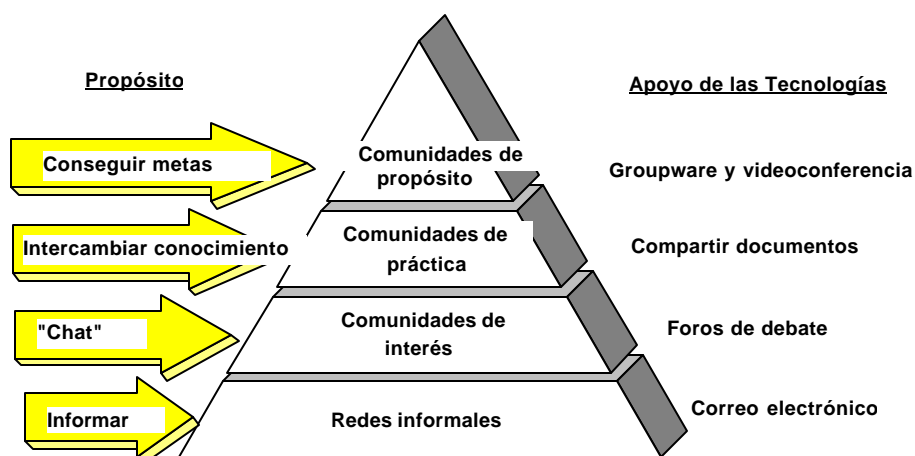 Propósito
Apoyo de las Tecnologías
Conseguir metas
Comunidades de
propósito
Groupware y videoconferencia
Intercambiar conocimiento
Comunidades de
práctica
Compartir documentos
"Chat"
Comunidades de
interés
Foros de debate
Informar
Redes informales
Correo electrónico